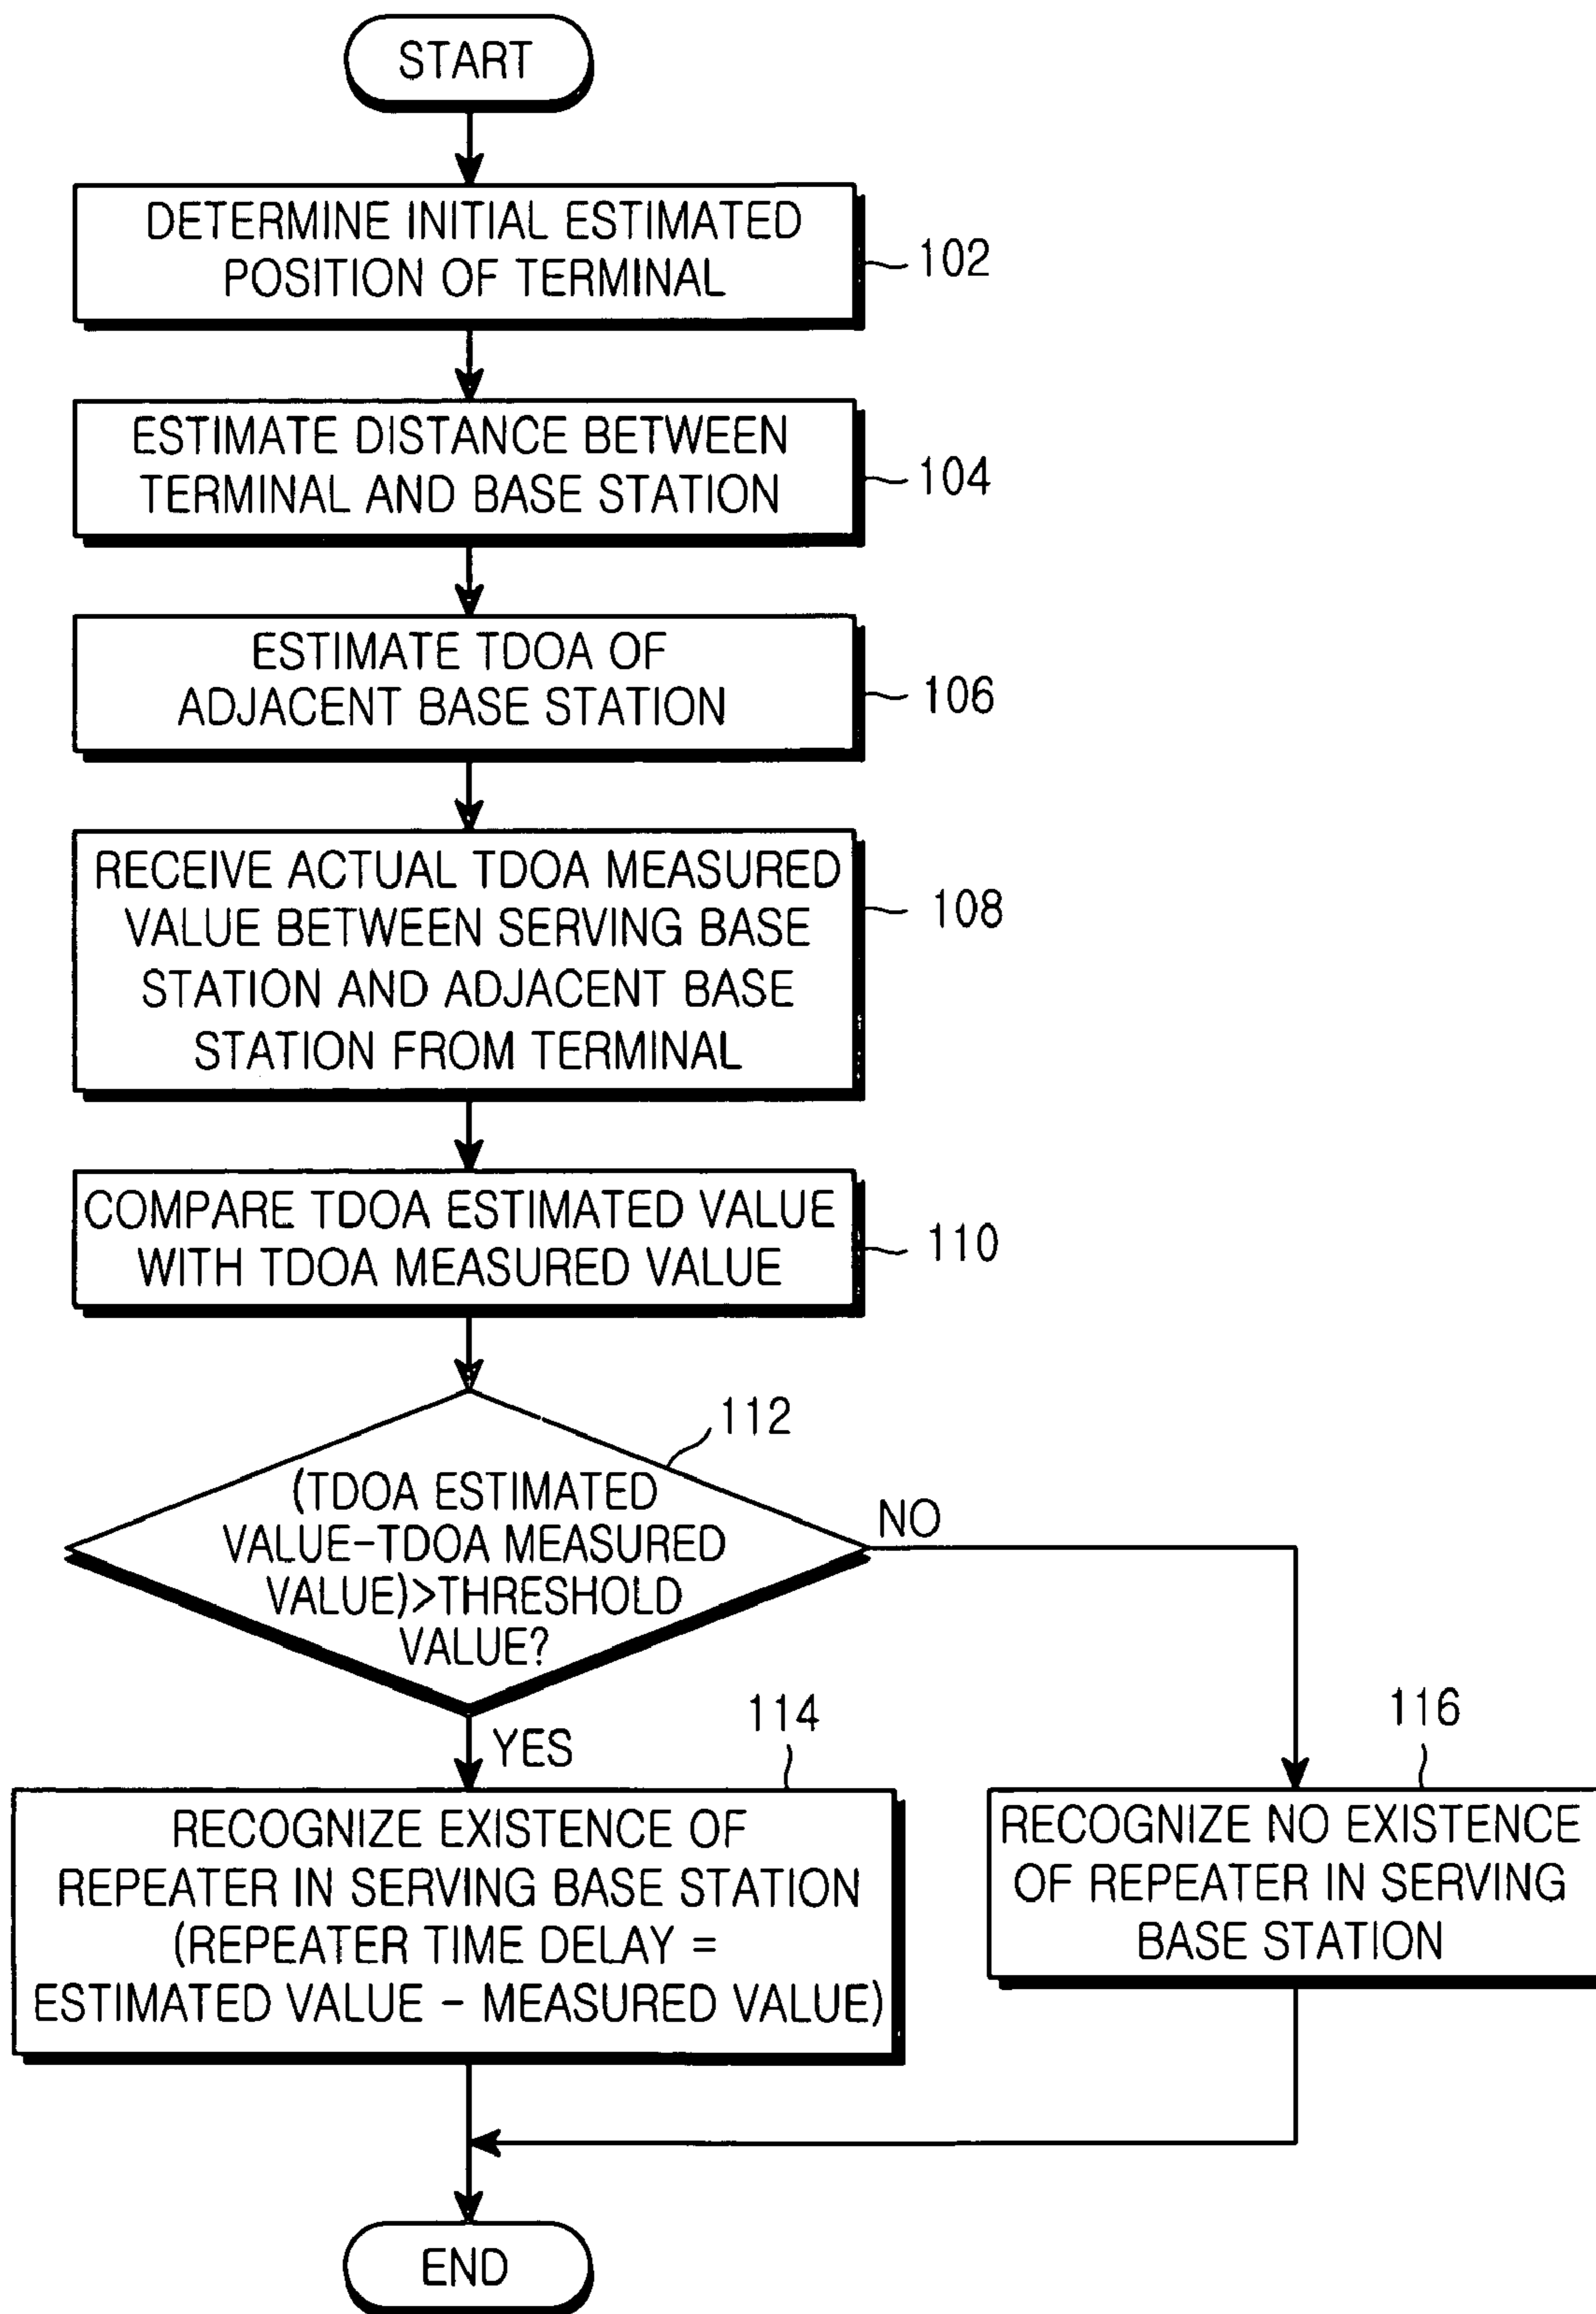 START
DETERMINE INITIAL ESTIMATED
POSITION OF TERMINAL
102
ESTIMATE DISTANCE BETWEEN
TERMINAL AND BASE STATION
104
ESTIMATE TDOA OF
ADJACENT BASE STATION
106
RECEIVE ACTUAL TDOA MEASURED
VALUE BETWEEN SERVING BASE
STATION AND ADJACENT BASE
STATION FROM TERMINAL
108
COMPARE TDOA ESTIMATED VALUE
WITH TDOA MEASURED VALUE
110
112
(TDOA ESTIMATED
VALUE-TDOA MEASURED
VALUE)>THRESHOLD
VALUE?
NO
YES
114
RECOGNIZE EXISTENCE OF
REPEATER IN SERVING BASE STATION
(REPEATER TIME DELAY =
ESTIMATED VALUE - MEASURED VALUE)
116
RECOGNIZE NO EXISTENCE
OF REPEATER IN SERVING
BASE STATION
END